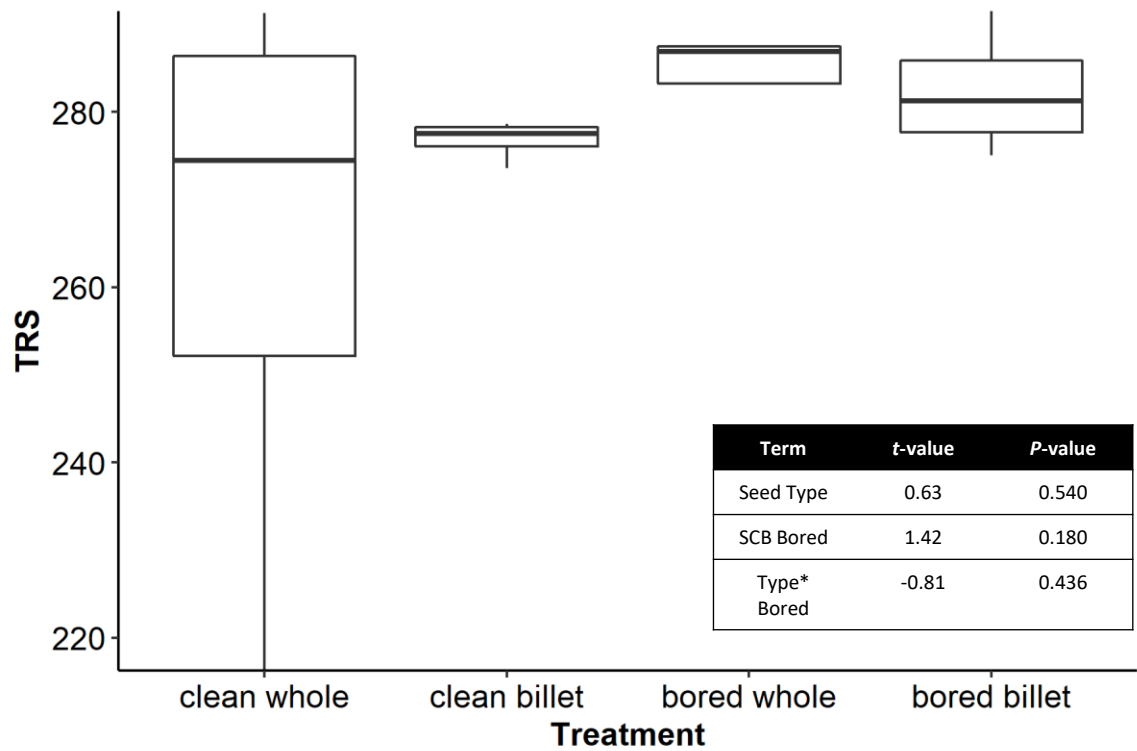 TRS
280
260
240
220
Term t-value P-value
Seed Type 0.63 0.540
SCB Bored 1.42 0.180
Type* -0.81 0.436
Bored
clean whole clean billet bored whole bored billet
Treatment